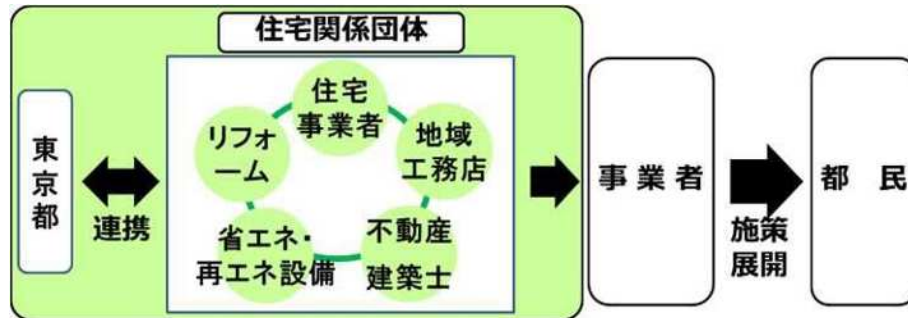 住宅関係団体
東京都
連携
住宅
事業者
リフォ
ーム
地域
工務店
省エネ・
再エネ設備
不動産
建築士
事業者
施策
展開
都民